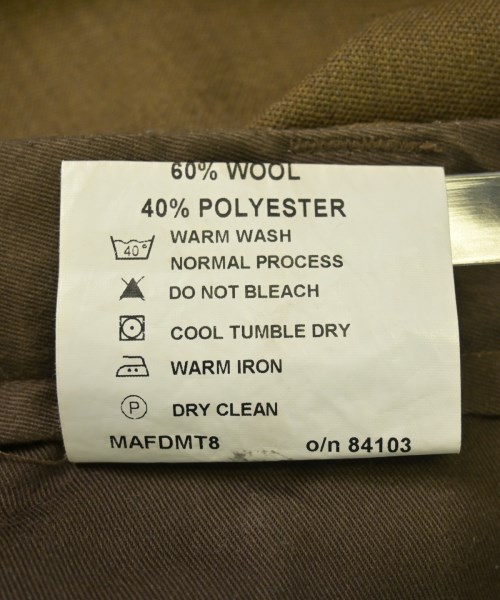 60% WOOL
40% POLYESTER
40° WARM WASH
NORMAL PROCESS
DO NOT BLEACH
COOL TUMBLE DRY
WARM IRON
P DRY CLEAN
MAFDMT8 o/n 84103